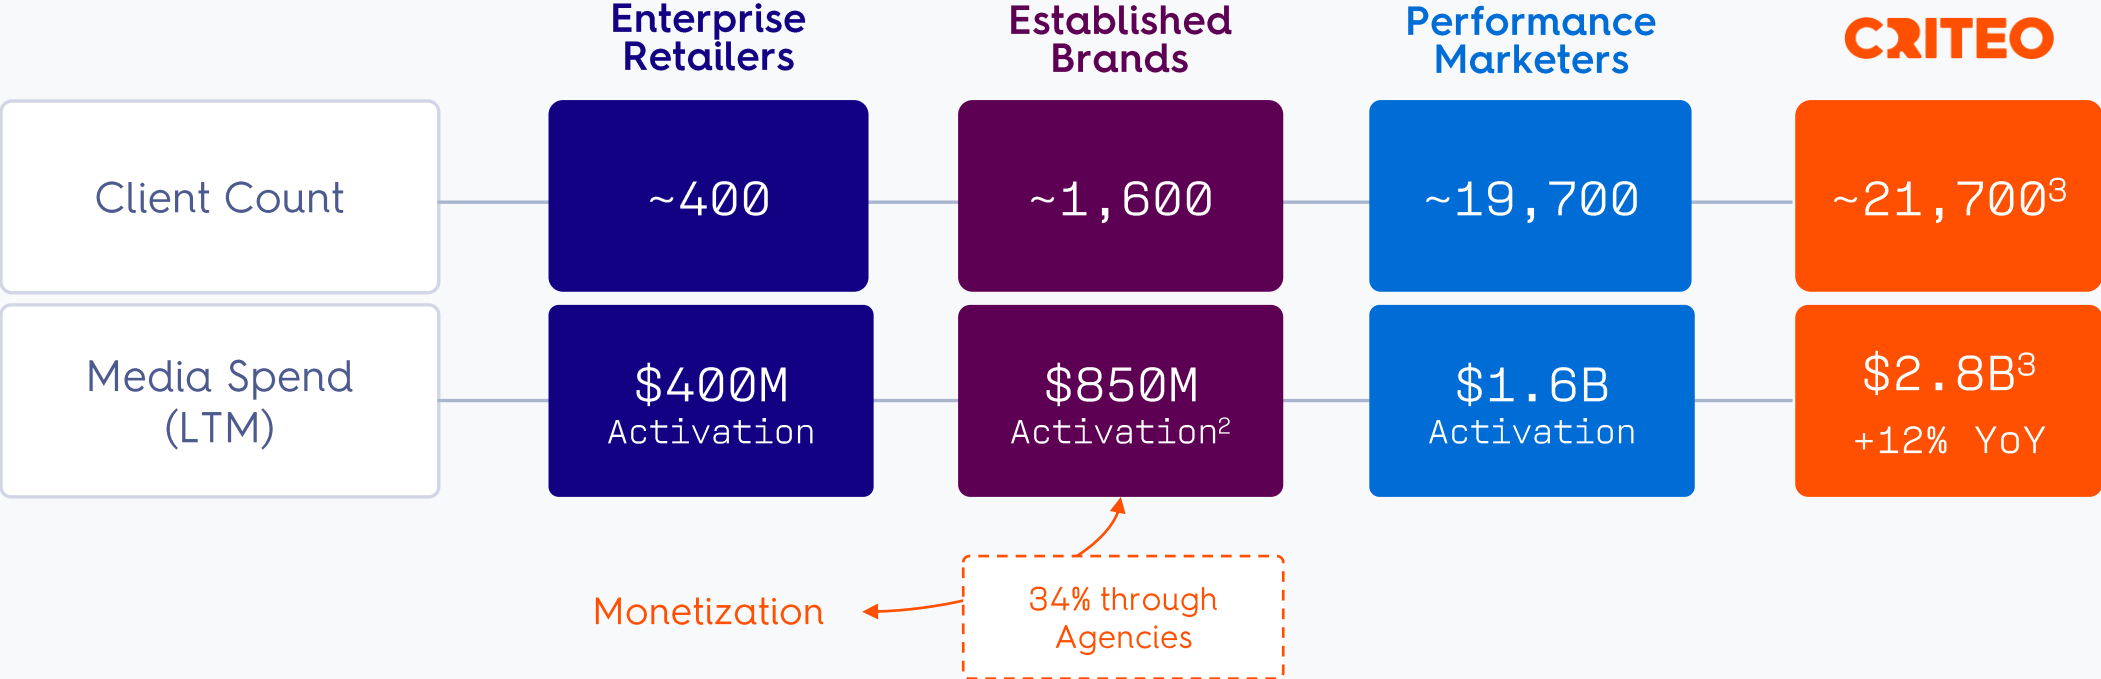 Enterprise
Retailers
Established
Brands
Performance
Marketers
CRITEO
Client Count
~400
~1,600
~19,700
~21,700³
Media Spend
(LTM)
$400M
Activation
$850M
Activation²
$1.6B
Activation
$2.8B³
+12% YoY
Monetization
34% through
Agencies